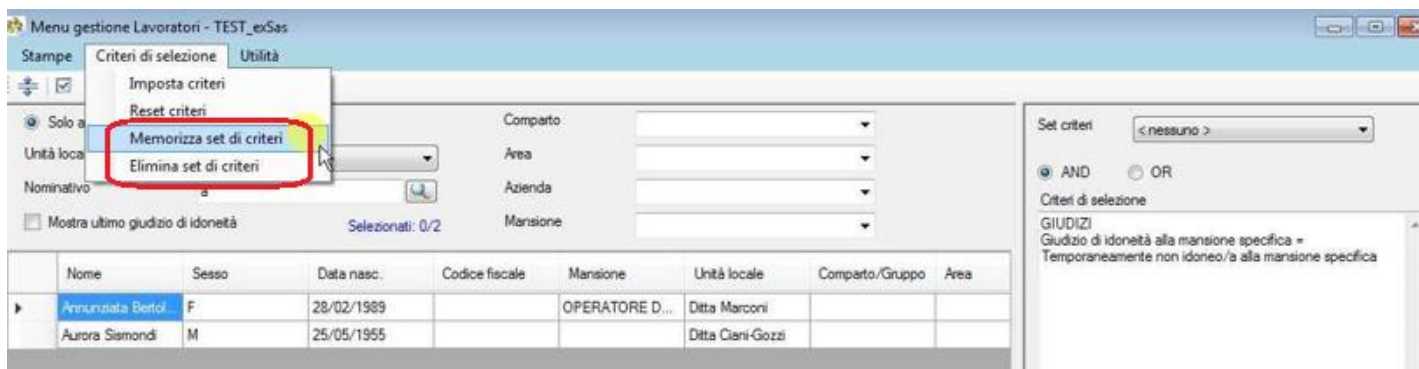 Menu gestione Lavoratori - TEST_exSas
Stampe Criteri di selezione Utilità
Imposta criteri
Reset criteri
Memorizza set di criteri
Elimina set di criteri
Solo a
Comparto
Unità loca
Area
Nominativo a
Azienda
Mostra ultimo giudizio di idoneità
Selezionati: 0/2
Mansione
Set criteri < nessuno >
AND OR
Criteri di selezione
GIUDIZI
Giudizio di idoneità alla mansione specifica =
Temporaneamente non idoneo/a alla mansione specifica
Nome Sesso Data nasc. Codice fiscale Mansione Unità locale Comparto/Gruppo Area
Annunziata Bertol... F 28/02/1989 OPERATORE D... Ditta Marconi
Aurora Sismondi M 25/05/1955 Ditta Ciani-Gozzi